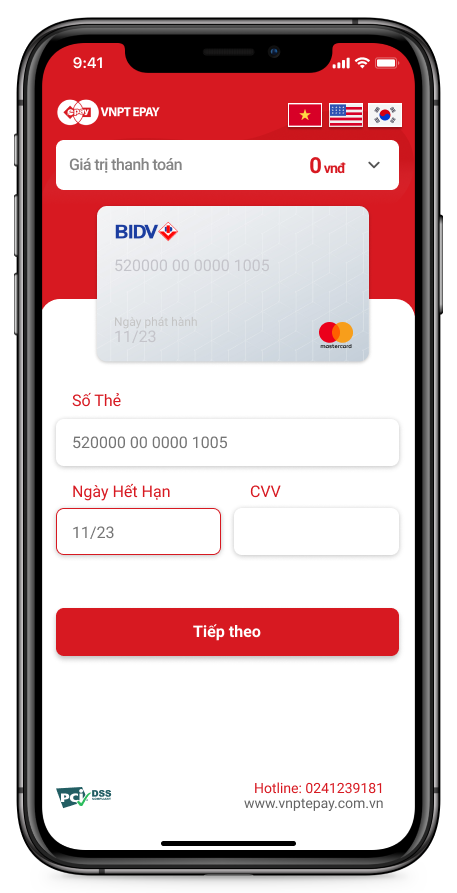 9:41
epay VNPT EPAY
Giá trị thanh toán 0 vnđ
BIDV
520000 00 0000 1005
Ngày phát hành
11/23
mastercard
Số Thẻ
520000 00 0000 1005
Ngày Hết Hạn CVV
11/23
Tiếp theo
PCi DSS
COMPLIANT
Hotline: 0241239181
www.vnptepay.com.vn